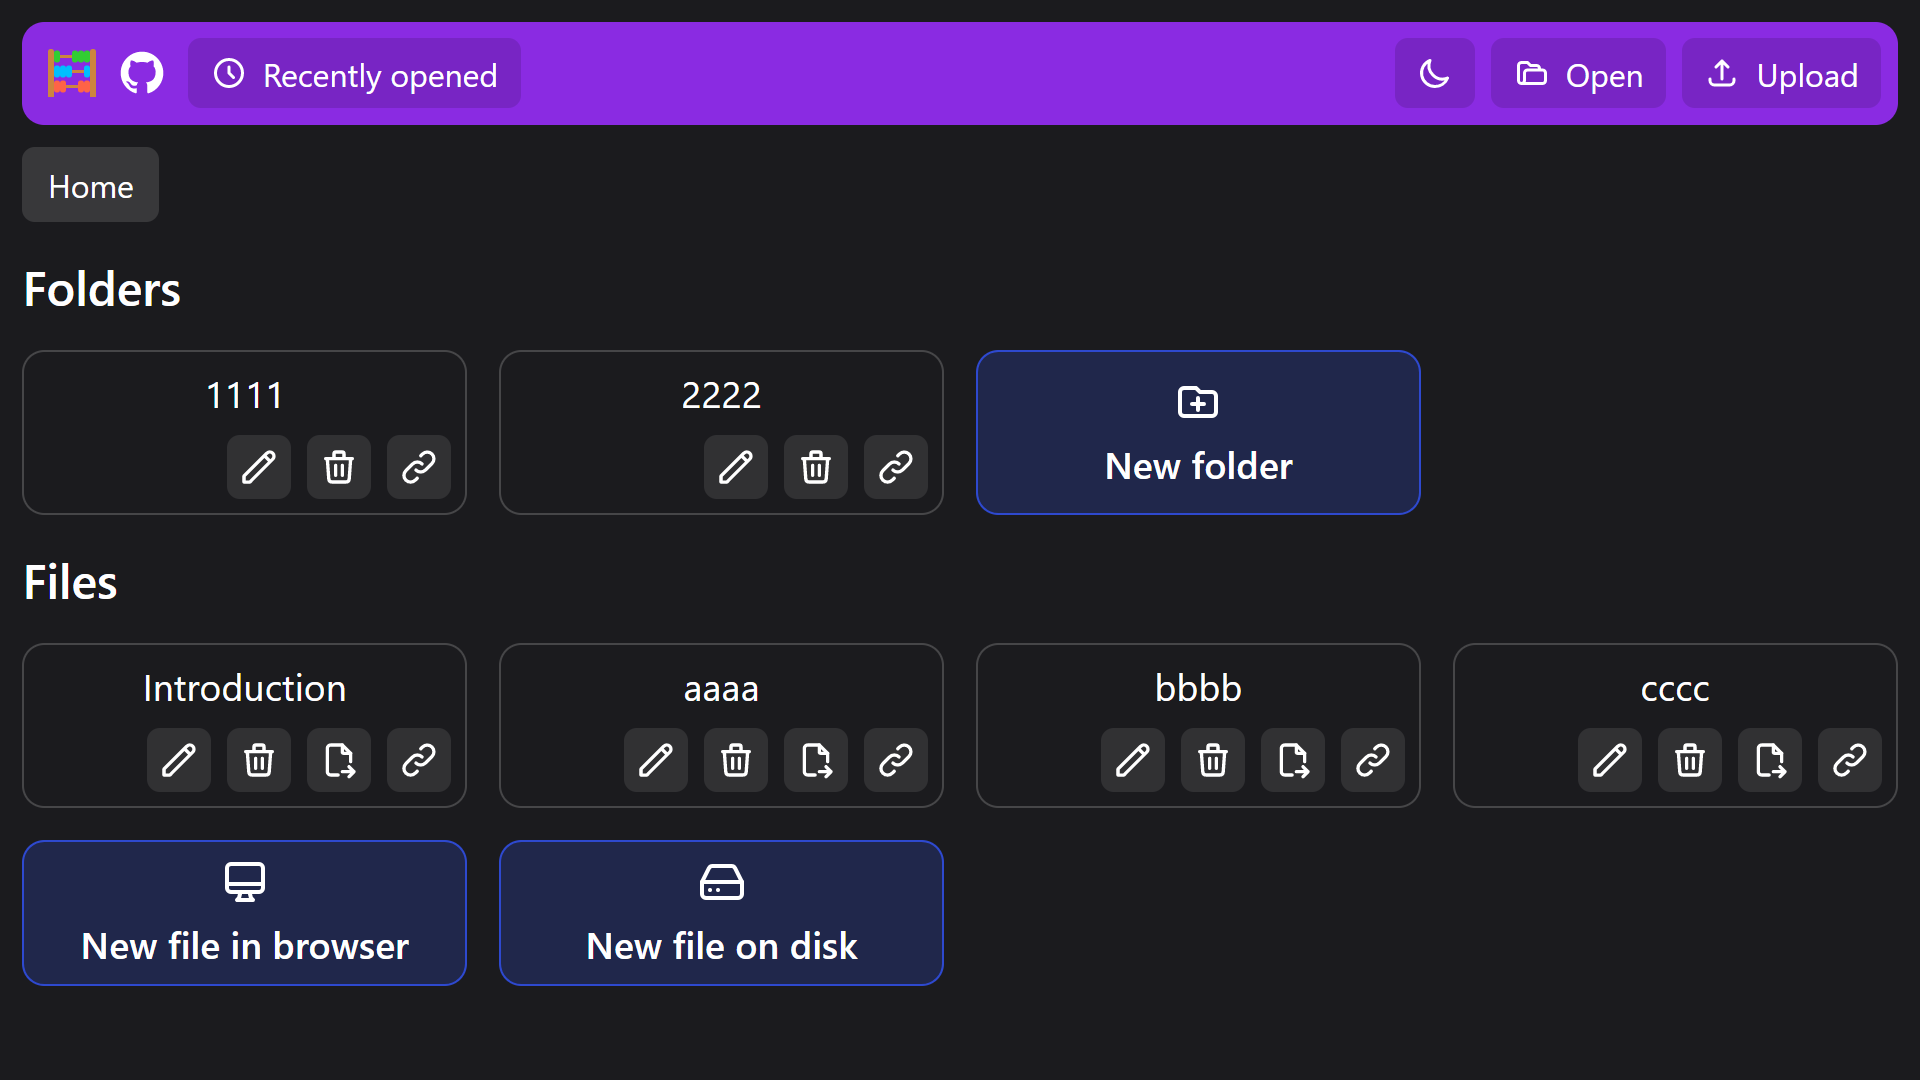 Recently opened
Open
Upload
Home
Folders
1111
2222
New folder
Files
Introduction
aaaa
bbbb
cccc
New file in browser
New file on disk